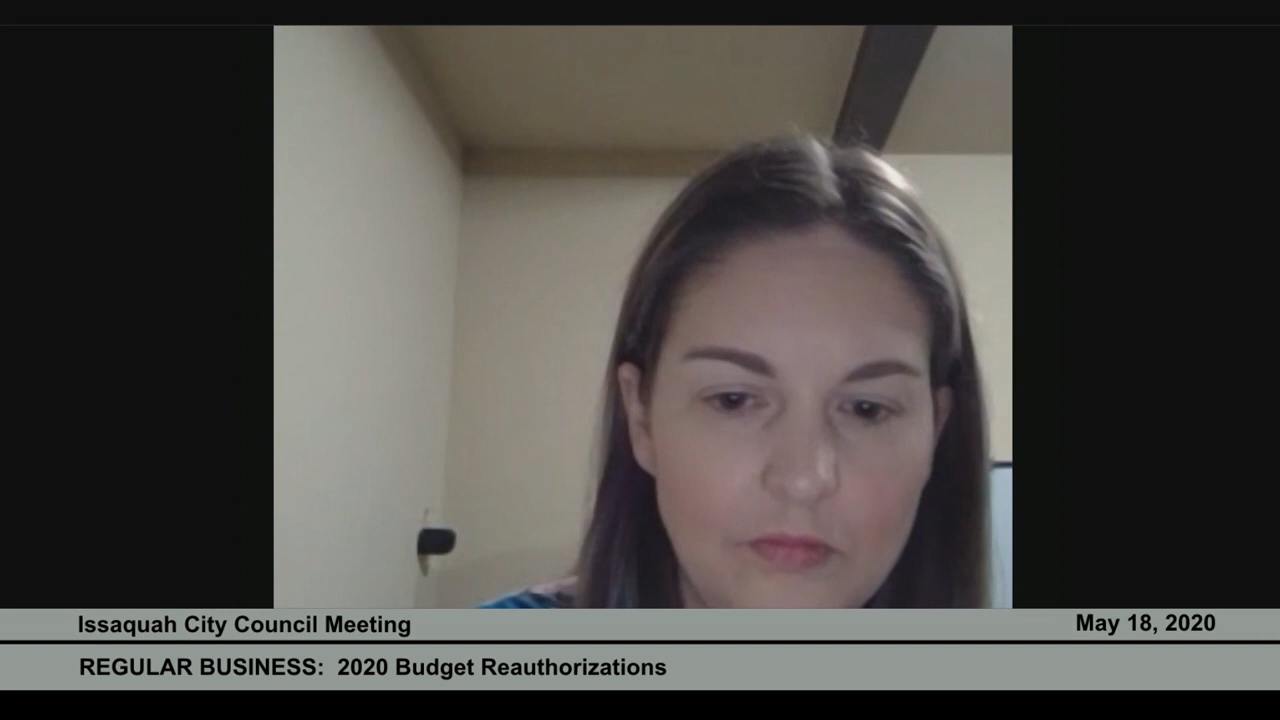 Issaquah City Council Meeting
May 18, 2020
REGULAR BUSINESS: 2020 Budget Reauthorizations